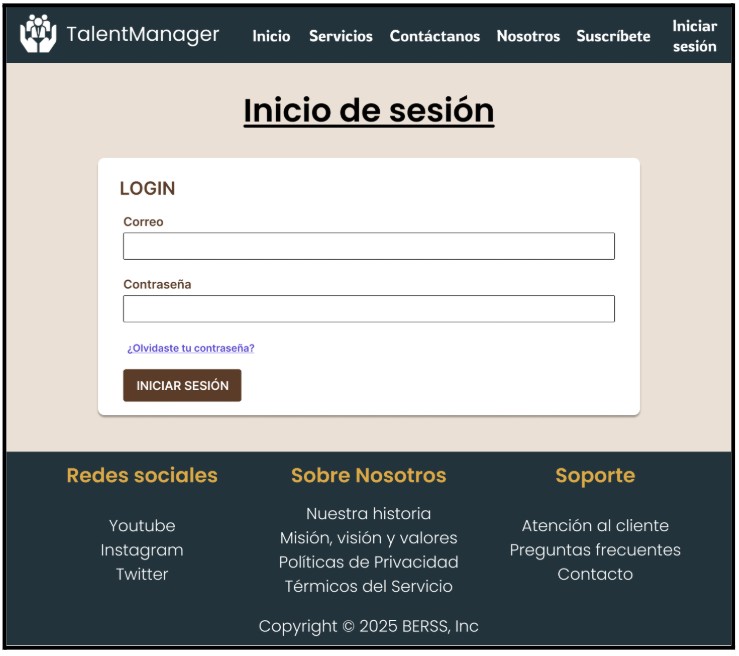 TalentManager
Inicio
Servicios
Contáctanos
Nosotros
Suscríbete
Iniciar
sesión
Inicio de sesión
LOGIN
Correo
Contraseña
¿Olvidaste tu contraseña?
INICIAR SESIÓN
Redes sociales
Youtube
Instagram
Twitter
Sobre Nosotros
Nuestra historia
Misión, visión y valores
Políticas de Privacidad
Térmicos del Servicio
Soporte
Atención al cliente
Preguntas frecuentes
Contacto
Copyright © 2025 BERSS, Inc